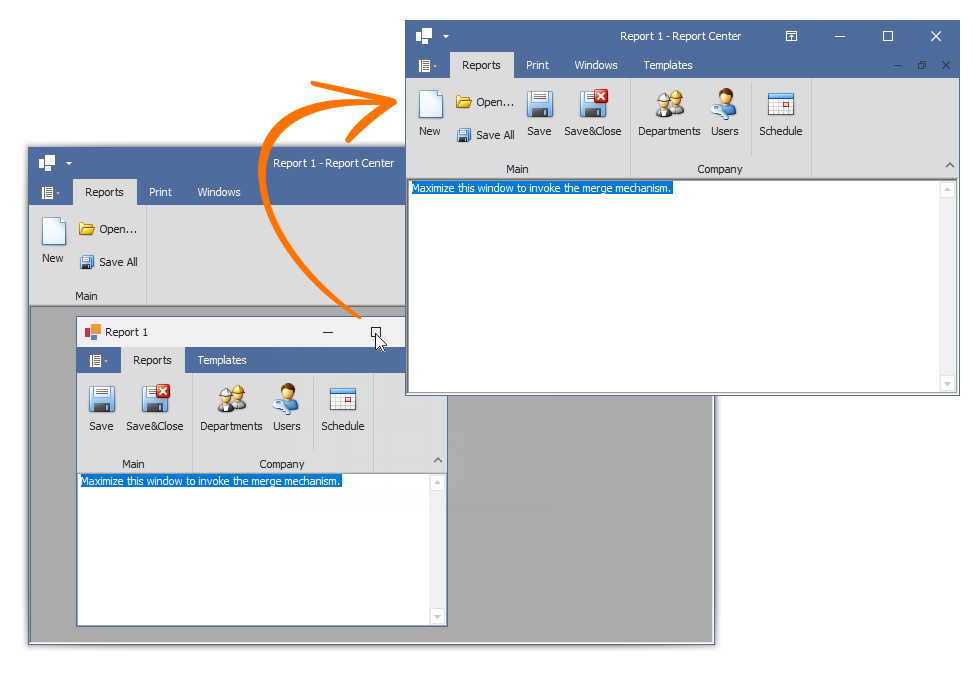 Report 1 - Report Center
Reports Print Windows Templates
New Open... Save All Save Save&Close Departments Users Schedule
Main Company
Maximize this window to invoke the merge mechanism.
Report 1 - Report Center
Reports Print Windows
New Open... Save All
Main
Report 1
Reports Templates
Save Save&Close Departments Users Schedule
Main Company
Maximize this window to invoke the merge mechanism.